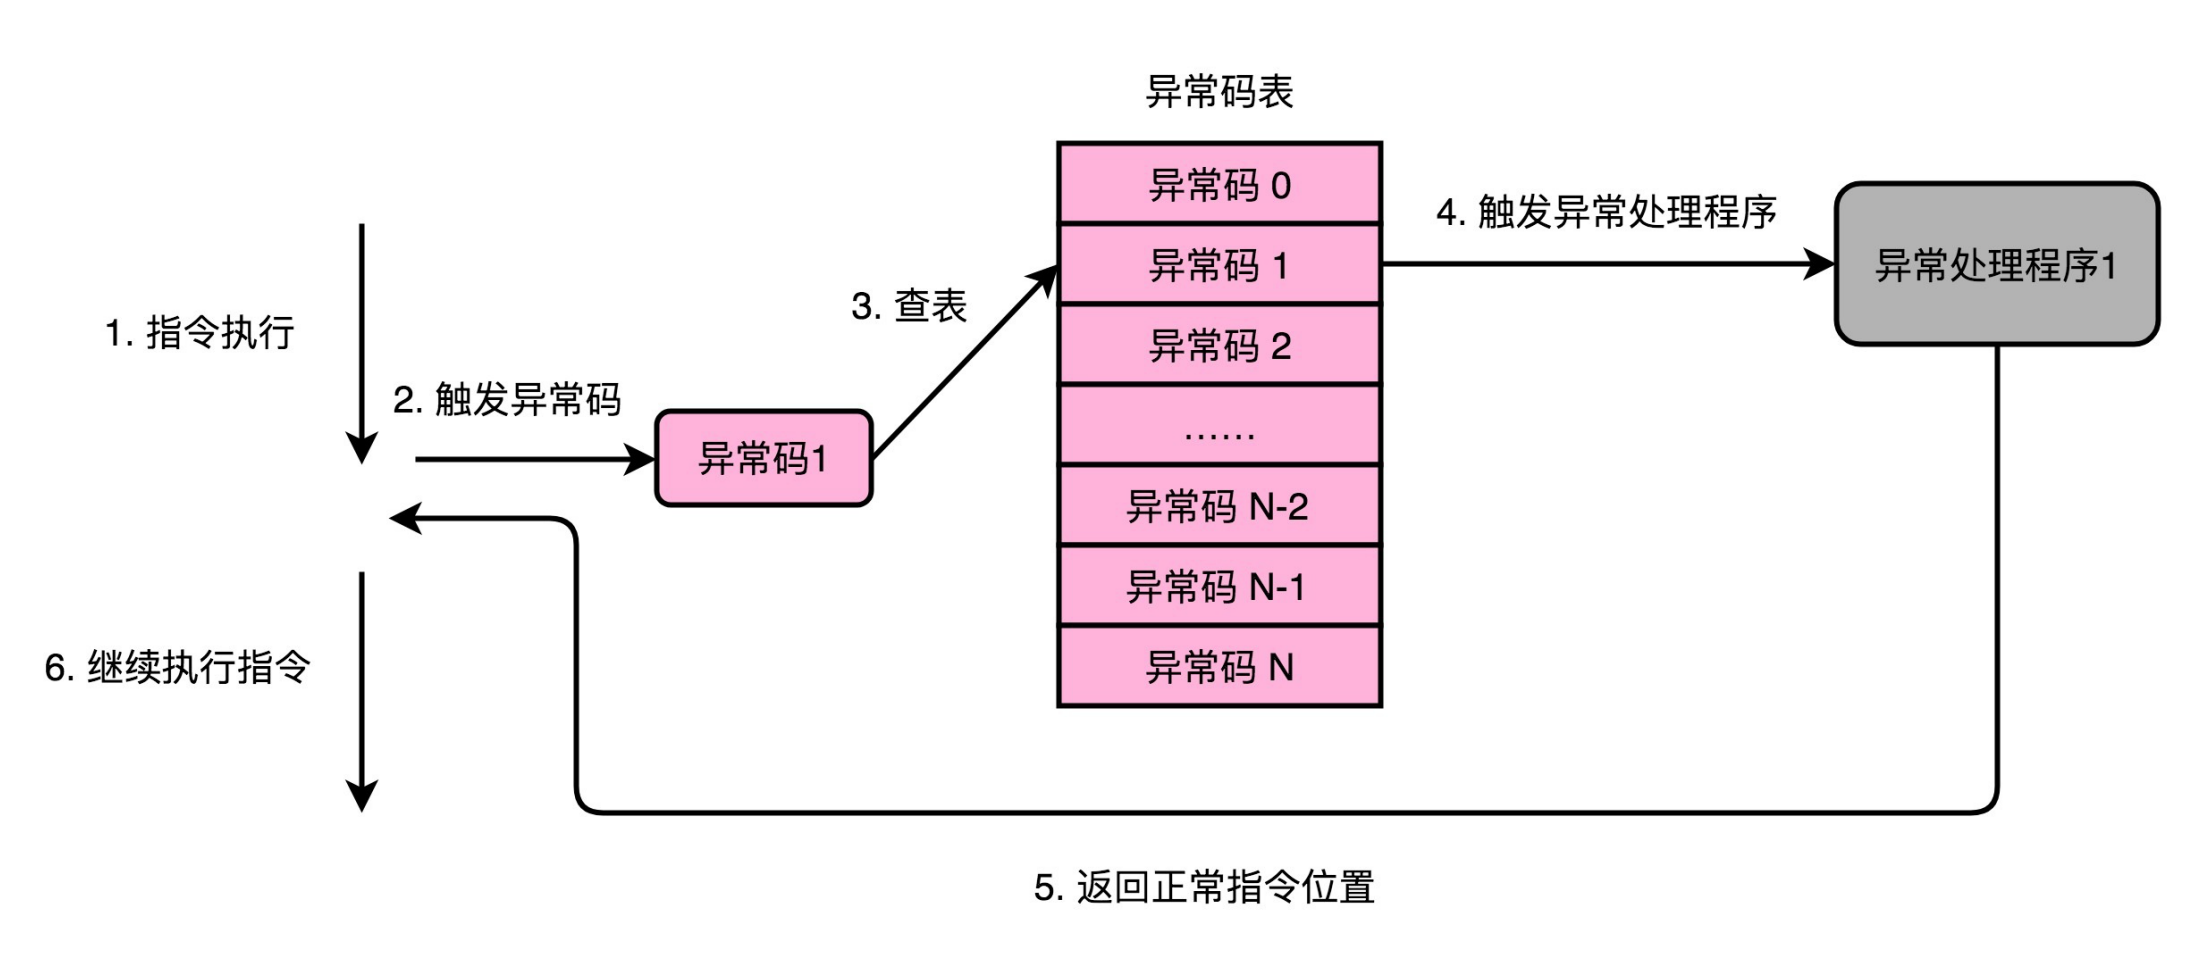 异常码表
异常码 0
4. 触发异常处理程序
异常码 1
异常处理程序1
3. 查表
1. 指令执行
异常码 2
2. 触发异常码
......
异常码1
异常码 N-2
异常码 N-1
6. 继续执行指令
异常码 N
5. 返回正常指令位置